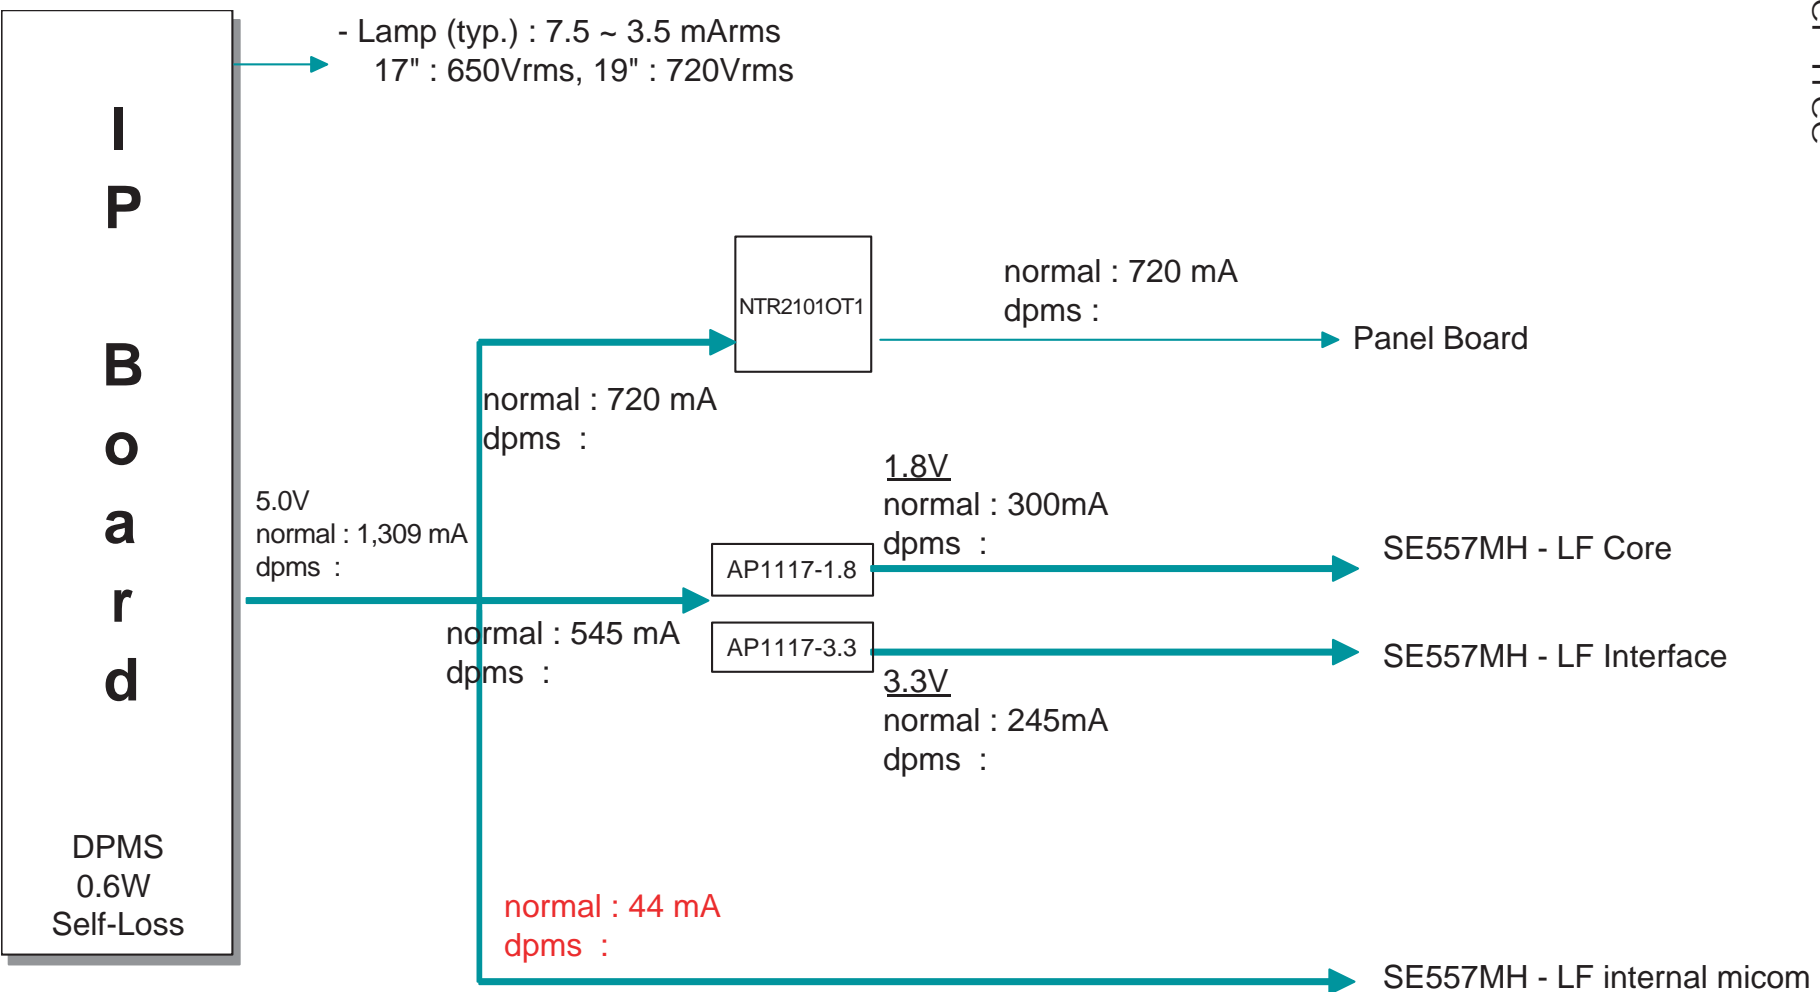 - Lamp (typ.) : 7.5 ~ 3.5 mArms
17" : 650Vrms, 19" : 720Vrms
I
P
B
o
a
r
d
DPMS
0.6W
Self-Loss
NTR2101OT1
normal : 720 mA
dpms :
Panel Board
normal : 720 mA
dpms :
5.0V
normal : 1,309 mA
dpms :
1.8V
normal : 300mA
dpms :
AP1117-1.8
SE557MH - LF Core
normal : 545 mA
dpms :
AP1117-3.3
SE557MH - LF Interface
3.3V
normal : 245mA
dpms :
normal : 44 mA
dpms :
SE557MH - LF internal micom